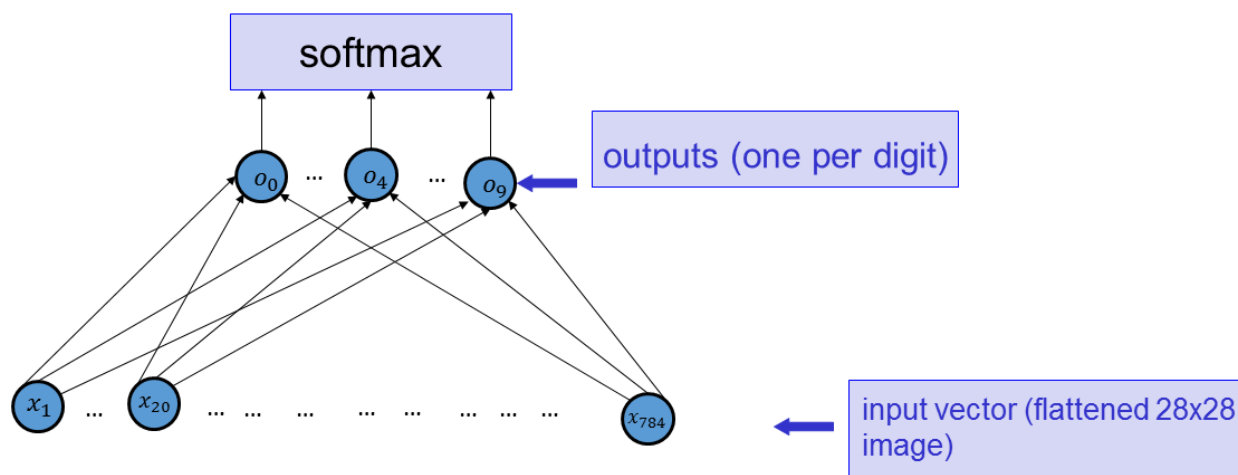 softmax
outputs (one per digit)
o₀ ... o₄ ... o₉
x₁ ... x₂₀ ... ... ... ... ... ... ... ... x₇₈₄
input vector (flattened 28x28
image)